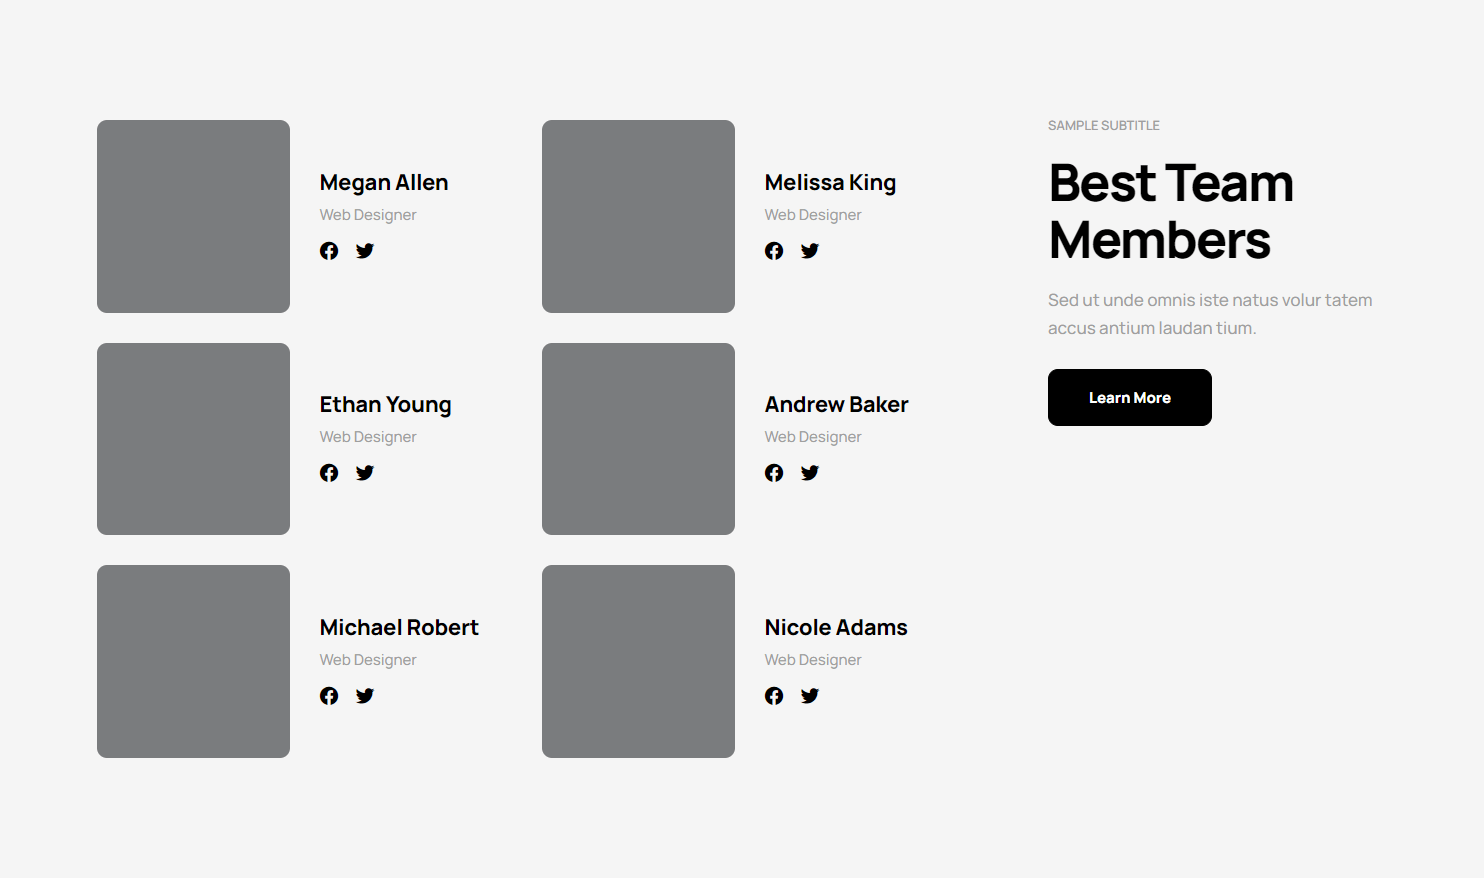 Megan Allen
Web Designer
Melissa King
Web Designer
Ethan Young
Web Designer
Andrew Baker
Web Designer
Michael Robert
Web Designer
Nicole Adams
Web Designer
SAMPLE SUBTITLE
Best Team
Members
Sed ut unde omnis iste natus volur tatem
accus antium laudan tium.
Learn More